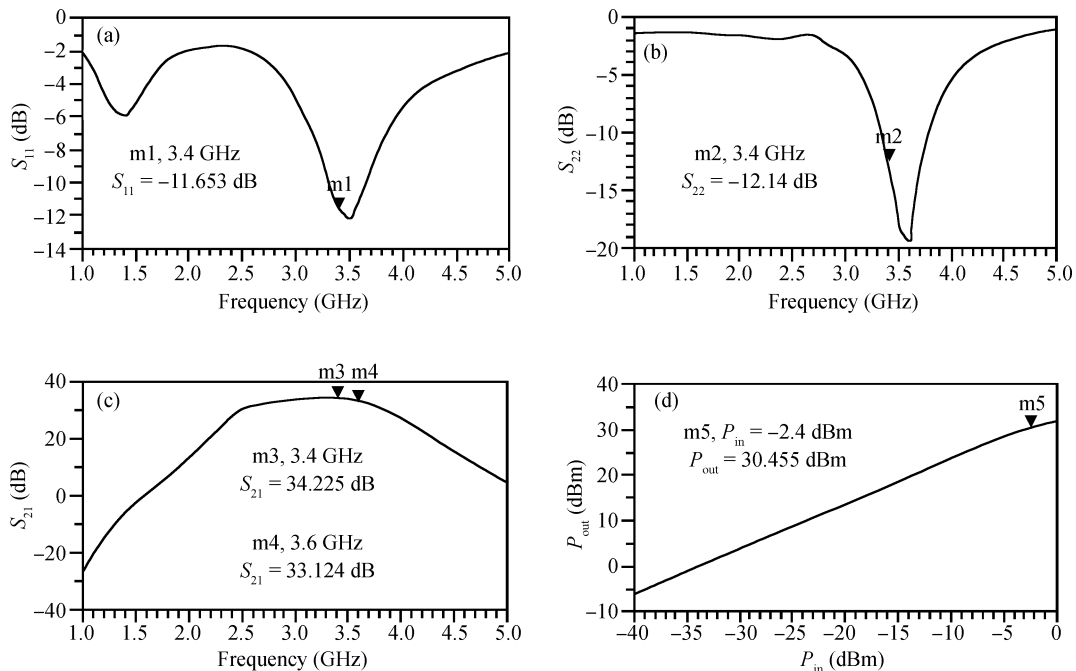 (a)
0
−2
−4
−6
−8
−10
−12
−14
S11 (dB)
m1, 3.4 GHz
S11 = −11.653 dB
m1
1.0 1.5 2.0 2.5 3.0 3.5 4.0 4.5 5.0
Frequency (GHz)
(b)
0
−5
−10
−15
−20
S22 (dB)
m2
m2, 3.4 GHz
S22 = −12.14 dB
1.0 1.5 2.0 2.5 3.0 3.5 4.0 4.5 5.0
Frequency (GHz)
m3 m4
(c)
40
20
0
−20
−40
S21 (dB)
m3, 3.4 GHz
S21 = 34.225 dB
m4, 3.6 GHz
S21 = 33.124 dB
1.0 1.5 2.0 2.5 3.0 3.5 4.0 4.5 5.0
Frequency (GHz)
(d)
40
30
20
10
0
−10
Pout (dBm)
m5
m5, Pin = −2.4 dBm
Pout = 30.455 dBm
−40 −35 −30 −25 −20 −15 −10 −5 0
Pin (dBm)